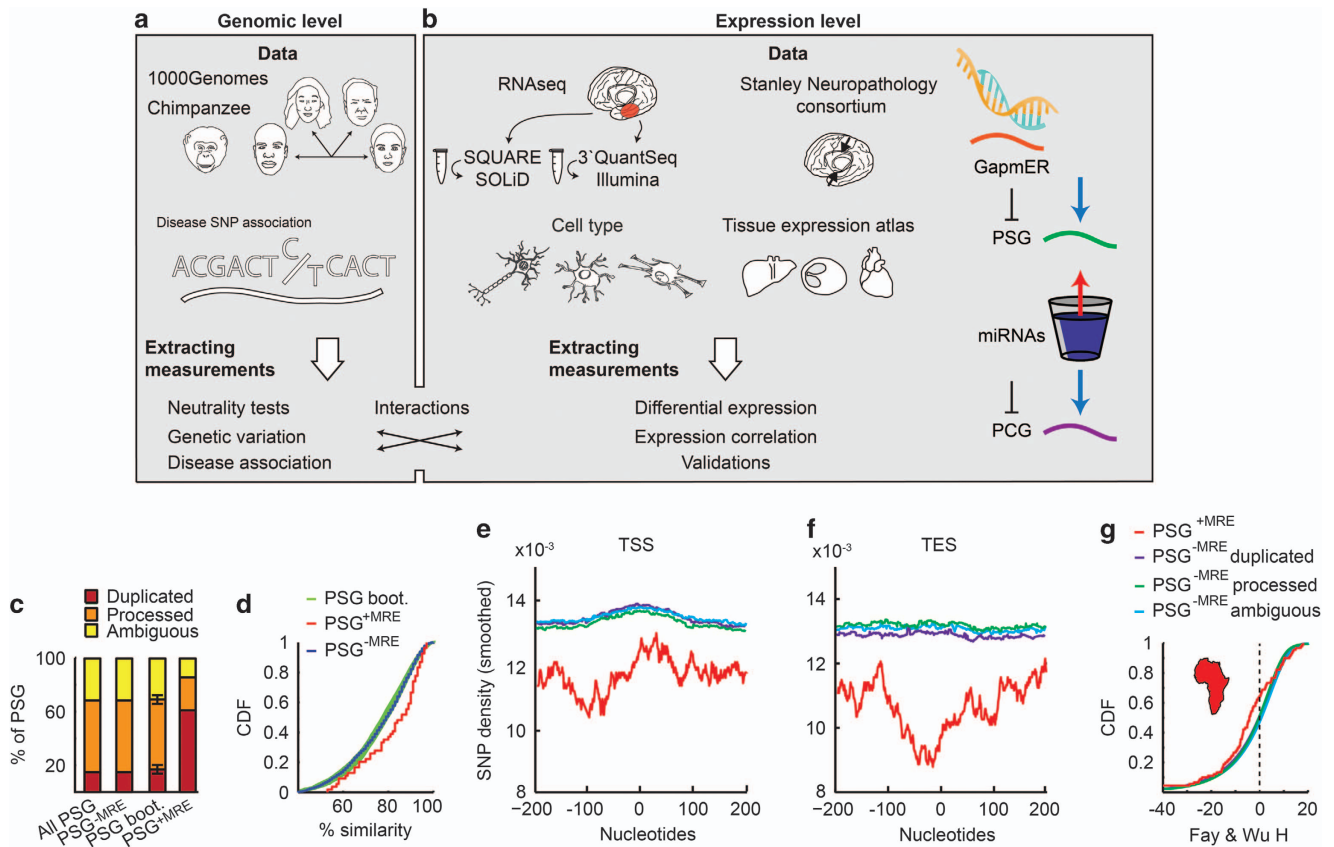 a Genomic level
Data
1000Genomes
Chimpanzee
Disease SNP association
ACGACT C/T CACT
Extracting
measurements
Neutrality tests
Genetic variation
Disease association
Interactions
b Expression level
Data
RNAseq
SQUARE
SOLiD
3`QuantSeq
Illumina
Stanley Neuropathology
consortium
Cell type
Tissue expression atlas
Extracting
measurements
Differential expression
Expression correlation
Validations
GapmER
PSG
miRNAs
PCG
c
Duplicated
Processed
Ambiguous
% of PSG
100
60
20
All PSG
PSG-MRE
PSG boot.
PSG+MRE
d
PSG boot.
PSG+MRE
PSG-MRE
CDF
1
0.8
0.6
0.4
0.2
0
60 80 100
% similarity
e
x10-3 TSS
SNP density (smoothed)
14
12
10
8
−200 −100 0 100 200
Nucleotides
f
x10-3 TES
14
12
10
8
−200 −100 0 100 200
Nucleotides
g
PSG +MRE
PSG-MRE duplicated
PSG-MRE processed
PSG-MRE ambiguous
CDF
1
0.8
0.6
0.4
0.2
-40 -20 0 20
Fay & Wu H